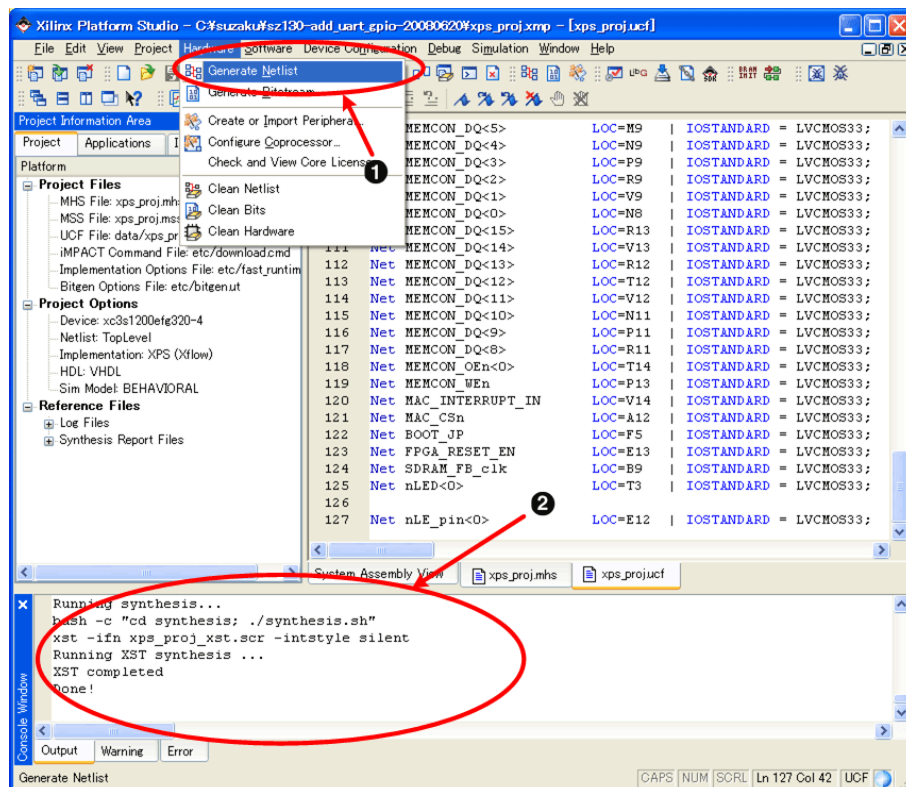 Xilinx Platform Studio - C:¥suzaku¥sz130-add_uart_gpio-20080620¥xps_proj.xmp - [xps_proj.ucf]
File Edit View Project Hardware Software Device Configuration Debug Simulation Window Help
Generate Netlist
Generate Bitstream
Create or Import Peripheral...
Configure Coprocessor...
Check and View Core License
Clean Netlist
Clean Bits
Clean Hardware
❶
Project Information Area
Project Applications
Platform
Project Files
MHS File: xps_proj.mh
MSS File: xps_proj.mss
UCF File: data/xps_pr
iMPACT Command File: etc/download.cmd
Implementation Options File: etc/fast_runtim
Bitgen Options File: etc/bitgen.ut
Project Options
Device: xc3s1200efg320-4
Netlist: TopLevel
Implementation: XPS (Xflow)
HDL: VHDL
Sim Model: BEHAVIORAL
Reference Files
Log Files
Synthesis Report Files
MEMCON_DQ<5> LOC=M9 | IOSTANDARD = LVCMOS33;
MEMCON_DQ<4> LOC=N9 | IOSTANDARD = LVCMOS33;
MEMCON_DQ<3> LOC=P9 | IOSTANDARD = LVCMOS33;
MEMCON_DQ<2> LOC=R9 | IOSTANDARD = LVCMOS33;
MEMCON_DQ<1> LOC=V9 | IOSTANDARD = LVCMOS33;
MEMCON_DQ<0> LOC=N8 | IOSTANDARD = LVCMOS33;
MEMCON_DQ<15> LOC=R13 | IOSTANDARD = LVCMOS33;
111 Net MEMCON_DQ<14> LOC=V13 | IOSTANDARD = LVCMOS33;
112 Net MEMCON_DQ<13> LOC=R12 | IOSTANDARD = LVCMOS33;
113 Net MEMCON_DQ<12> LOC=T12 | IOSTANDARD = LVCMOS33;
114 Net MEMCON_DQ<11> LOC=V12 | IOSTANDARD = LVCMOS33;
115 Net MEMCON_DQ<10> LOC=N11 | IOSTANDARD = LVCMOS33;
116 Net MEMCON_DQ<9> LOC=P11 | IOSTANDARD = LVCMOS33;
117 Net MEMCON_DQ<8> LOC=R11 | IOSTANDARD = LVCMOS33;
118 Net MEMCON_OEn<0> LOC=T14 | IOSTANDARD = LVCMOS33;
119 Net MEMCON_WEn LOC=P13 | IOSTANDARD = LVCMOS33;
120 Net MAC_INTERRUPT_IN LOC=V14 | IOSTANDARD = LVCMOS33;
121 Net MAC_CSn LOC=A12 | IOSTANDARD = LVCMOS33;
122 Net BOOT_JP LOC=F5 | IOSTANDARD = LVCMOS33;
123 Net FPGA_RESET_EN LOC=E13 | IOSTANDARD = LVCMOS33;
124 Net SDRAM_FB_clk LOC=B9 | IOSTANDARD = LVCMOS33;
125 Net nLED<0> LOC=T3 | IOSTANDARD = LVCMOS33;
126
127 Net nLE_pin<0> LOC=E12 | IOSTANDARD = LVCMOS33;
❷
System Assembly View xps_proj.mhs xps_proj.ucf
Running synthesis...
bash -c "cd synthesis; ./synthesis.sh"
xst -ifn xps_proj_xst.scr -intstyle silent
Running XST synthesis ...
XST completed
Done!
Console Window
Output Warning Error
Generate Netlist CAPS NUM SCRL Ln 127 Col 42 UCF